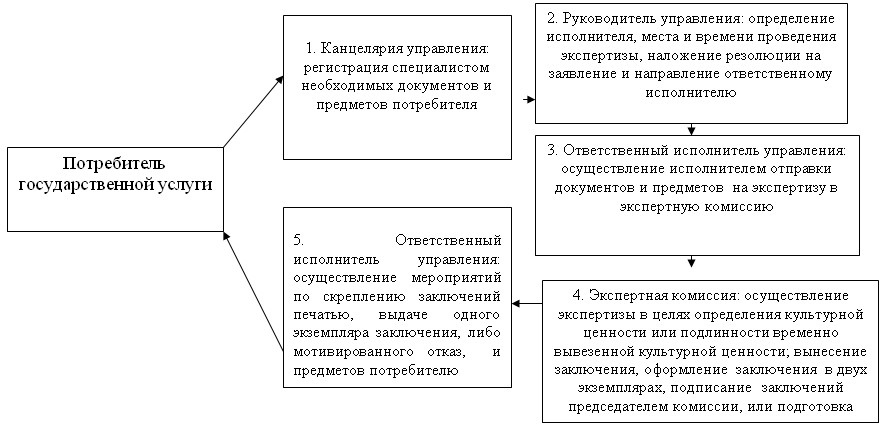 Потребитель
государственной услуги
1. Канцелярия управления:
регистрация специалистом
необходимых документов и
предметов потребителя
2. Руководитель управления: определение
исполнителя, места и времени проведения
экспертизы, наложение резолюции на
заявление и направление ответственному
исполнителю
3. Ответственный исполнитель управления:
осуществление исполнителем отправки
документов и предметов на экспертизу в
экспертную комиссию
4. Экспертная комиссия: осуществление
экспертизы в целях определения культурной
ценности или подлинности временно
вывезенной культурной ценности; вынесение
заключения, оформление заключения в двух
экземплярах, подписание заключений
председателем комиссии, или подготовка
5. Ответственный
исполнитель управления:
осуществление мероприятий
по скреплению заключений
печатью, выдаче одного
экземпляра заключения, либо
мотивированного отказ, и
предметов потребителю